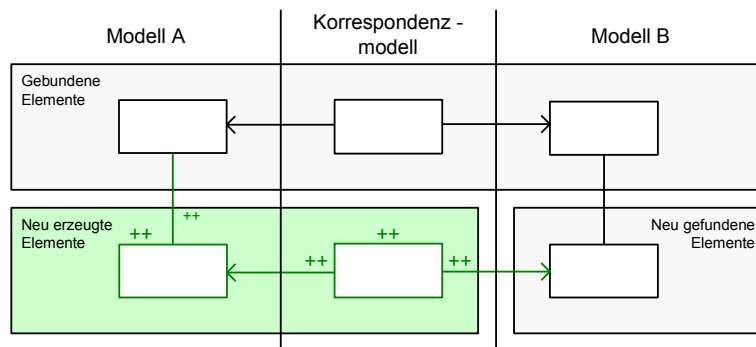 Modell A
Korrespondenz -
modell
Modell B
Gebundene
Elemente
++
Neu erzeugte
Elemente
++
++
++
++
Neu gefundene
Elemente